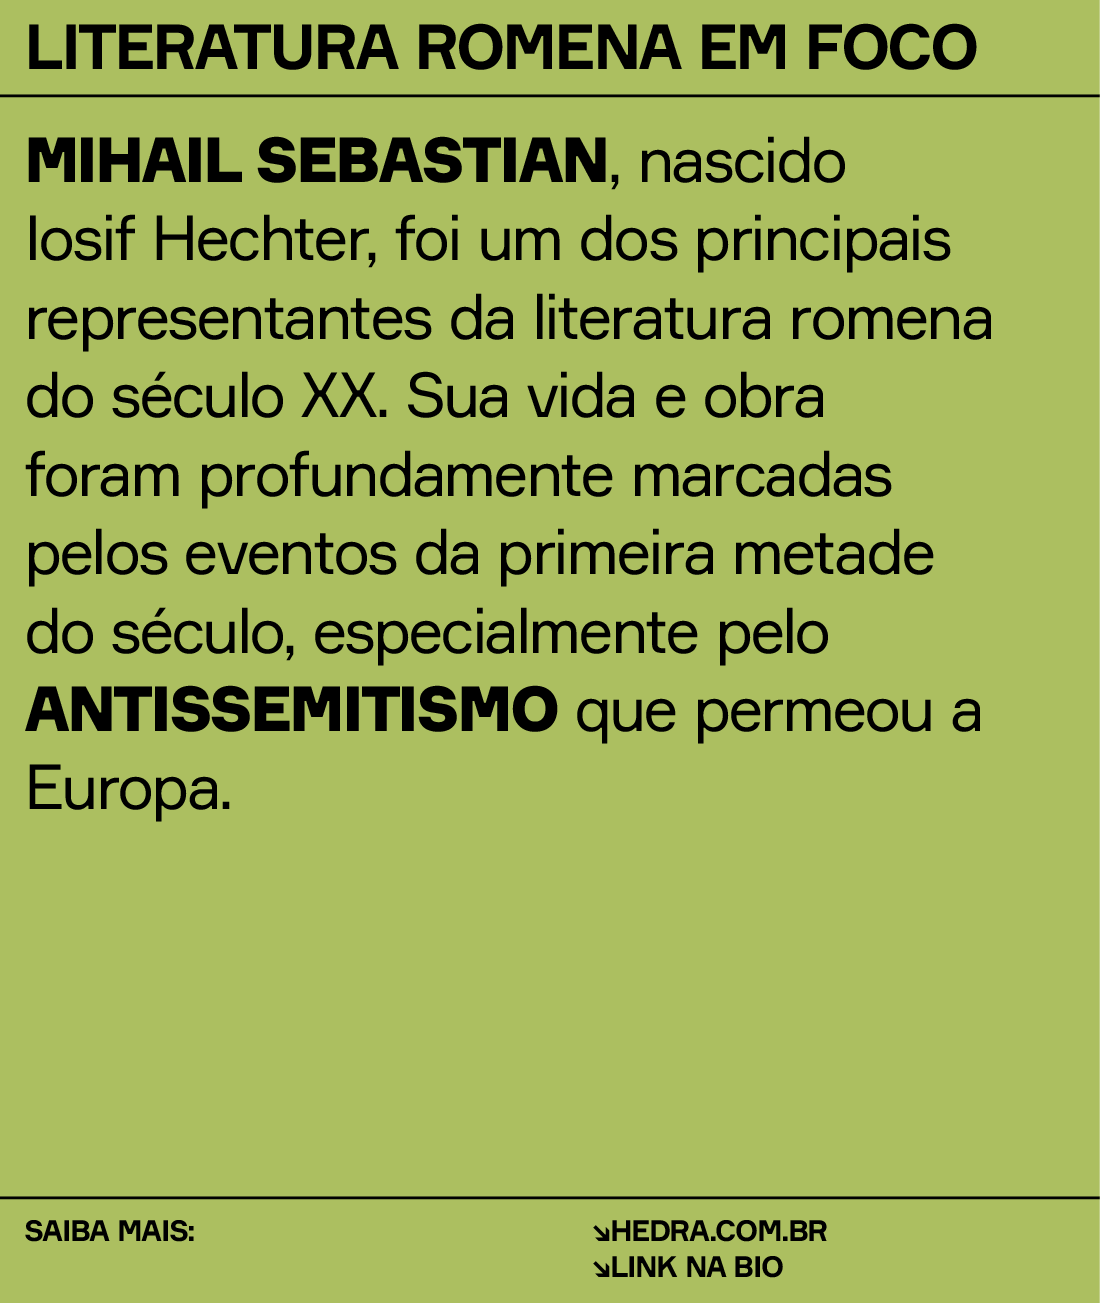 LITERATURA ROMENA EM FOCO
MIHAIL SEBASTIAN, nascido
Iosif Hechter, foi um dos principais
representantes da literatura romena
do século XX. Sua vida e obra
foram profundamente marcadas
pelos eventos da primeira metade
do século, especialmente pelo
ANTISSEMITISMO que permeou a
Europa.
SAIBA MAIS:
↘HEDRA.COM.BR
↘LINK NA BIO